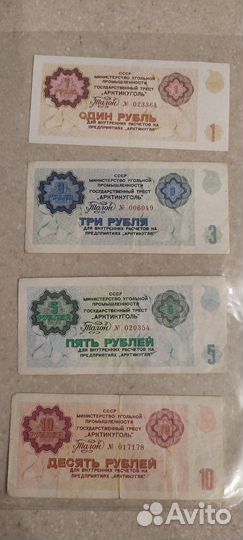 СССР
МИНИСТЕРСТВО УГОЛЬНОЙ
ПРОМЫШЛЕННОСТИ
ГОСУДАРСТВЕННЫЙ ТРЕСТ
"АРКТИКУГОЛЬ"
Талон № 023364
ОДИН РУБЛЬ
ДЛЯ ВНУТРЕННИХ РАСЧЕТОВ НА
ПРЕДПРИЯТИЯХ „АРКТИКУГЛЯ"
1
СССР
МИНИСТЕРСТВО УГОЛЬНОЙ
ПРОМЫШЛЕННОСТИ
ГОСУДАРСТВЕННЫЙ ТРЕСТ
"АРКТИКУГОЛЬ"
Талон № 006049
ТРИ РУБЛЯ
ДЛЯ ВНУТРЕННИХ РАСЧЕТОВ НА
ПРЕДПРИЯТИЯХ „АРКТИКУГЛЯ"
3
СССР
МИНИСТЕРСТВО УГОЛЬНОЙ
ПРОМЫШЛЕННОСТИ
ГОСУДАРСТВЕННЫЙ ТРЕСТ
"АРКТИКУГОЛЬ"
Талон № 020354
ПЯТЬ РУБЛЕЙ
ДЛЯ ВНУТРЕННИХ РАСЧЕТОВ НА
ПРЕДПРИЯТИЯХ „АРКТИКУГЛЯ"
5
10
СССР
МИНИСТЕРСТВО УГОЛЬНОЙ
ПРОМЫШЛЕННОСТИ
ГОСУДАРСТВЕННЫЙ ТРЕСТ
"АРКТИКУГОЛЬ"
Талон № 017178
ДЕСЯТЬ РУБЛЕЙ
ДЛЯ ВНУТРЕННИХ РАСЧЕТОВ НА
ПРЕДПРИЯТИЯХ „АРКТИКУГЛЯ"
10
Avito